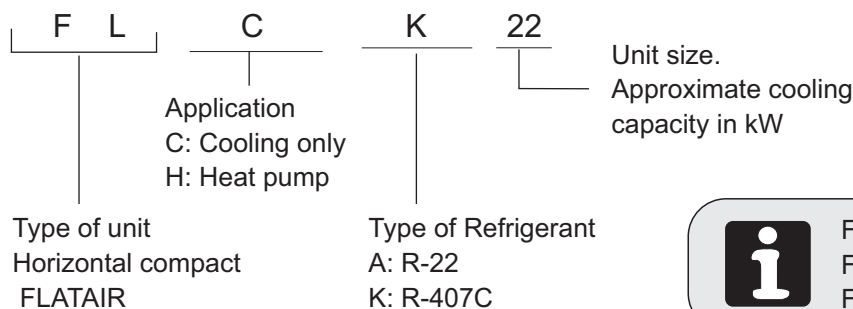 F L C K 22
Unit size.
Approximate cooling
capacity in kW
Application
C: Cooling only
H: Heat pump
Type of unit
Horizontal compact
FLATAIR
Type of Refrigerant
A: R-22
K: R-407C
i
F
F